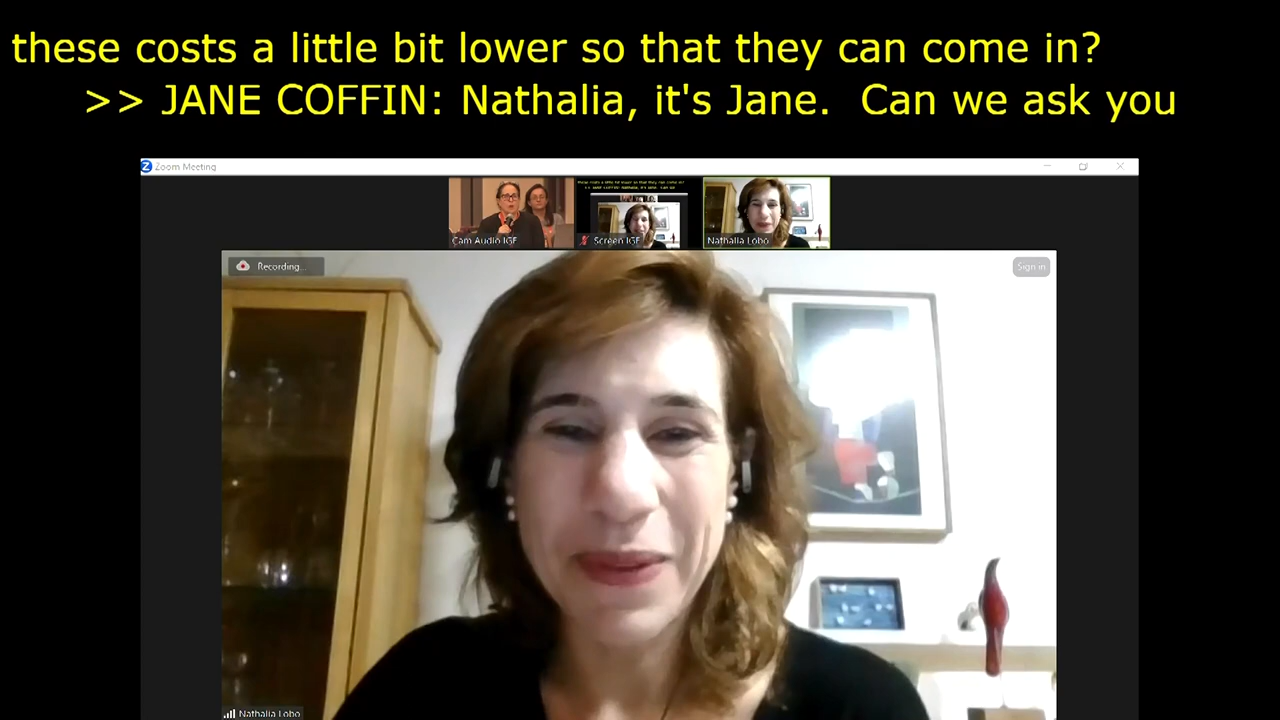 these costs a little bit lower so that they can come in?
>> JANE COFFIN: Nathalia, it's Jane.  Can we ask you
Zoom Meeting
Cam Audio IGF
Screen IGF
Nathalia Lobo
Recording...
Sign in
Nathalia Lobo